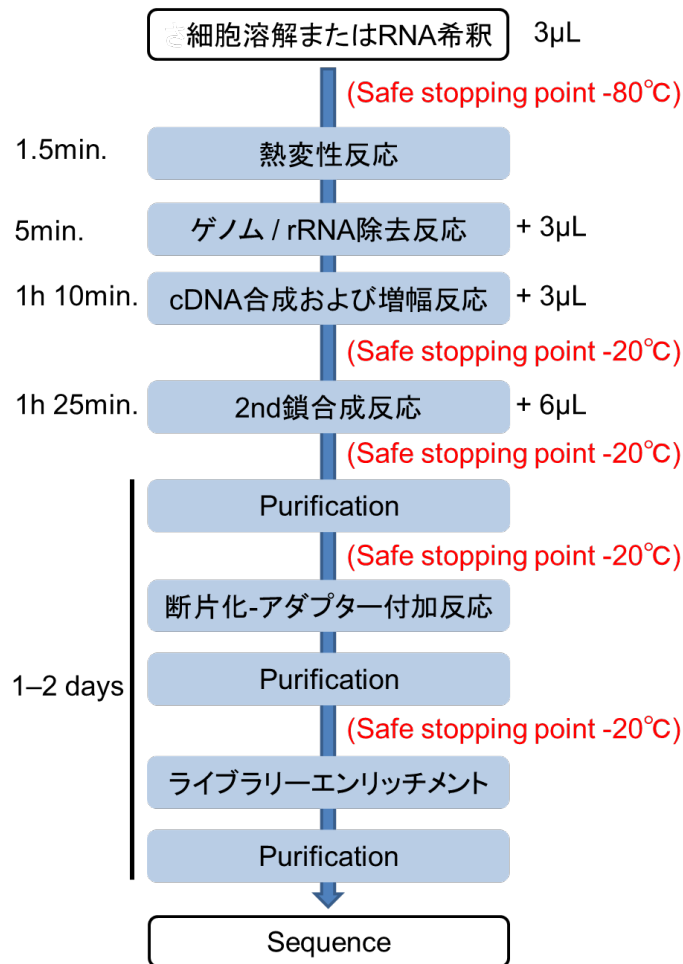 細胞溶解またはRNA希釈 3µL
(Safe stopping point -80℃)
1.5min. 熱変性反応
5min. ゲノム / rRNA除去反応 + 3µL
1h 10min. cDNA合成および増幅反応 + 3µL
(Safe stopping point -20℃)
1h 25min. 2nd鎖合成反応 + 6µL
(Safe stopping point -20℃)
Purification
(Safe stopping point -20℃)
断片化-アダプター付加反応
1–2 days
Purification
(Safe stopping point -20℃)
ライブラリーエンリッチメント
Purification
Sequence